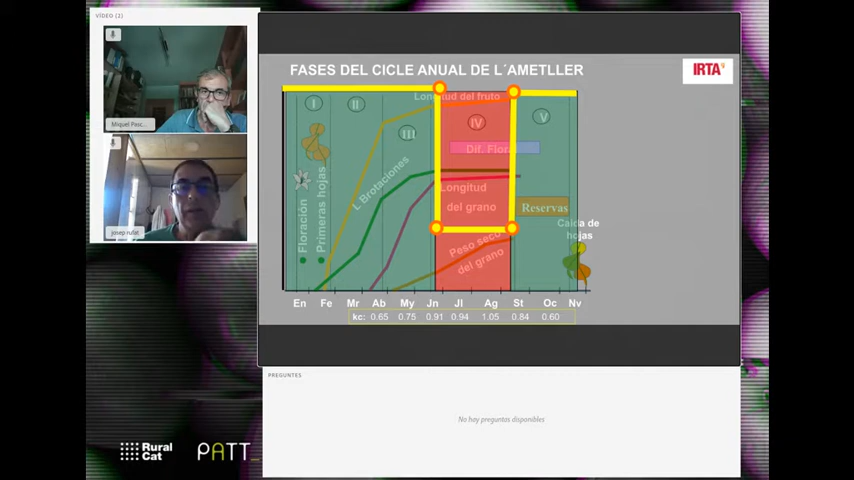 VÍDEO (2)
Miquel Pasc...
josep rufat
FASES DEL CICLE ANUAL DE L´AMETLLER
IRTA
Longitud del fruto
I
II
III
IV
V
Dif. Floral
L. Brotaciones
Longitud
del grano
Reservas
Floración
Primeras hojas
Caida de
hojas
Peso seco
del grano
En Fe Mr Ab My Jn Jl Ag St Oc Nv
kc: 0.65 0.75 0.91 0.94 1.05 0.84 0.60
PREGUNTES
No hay preguntas disponibles
Rural
Cat
PATT_